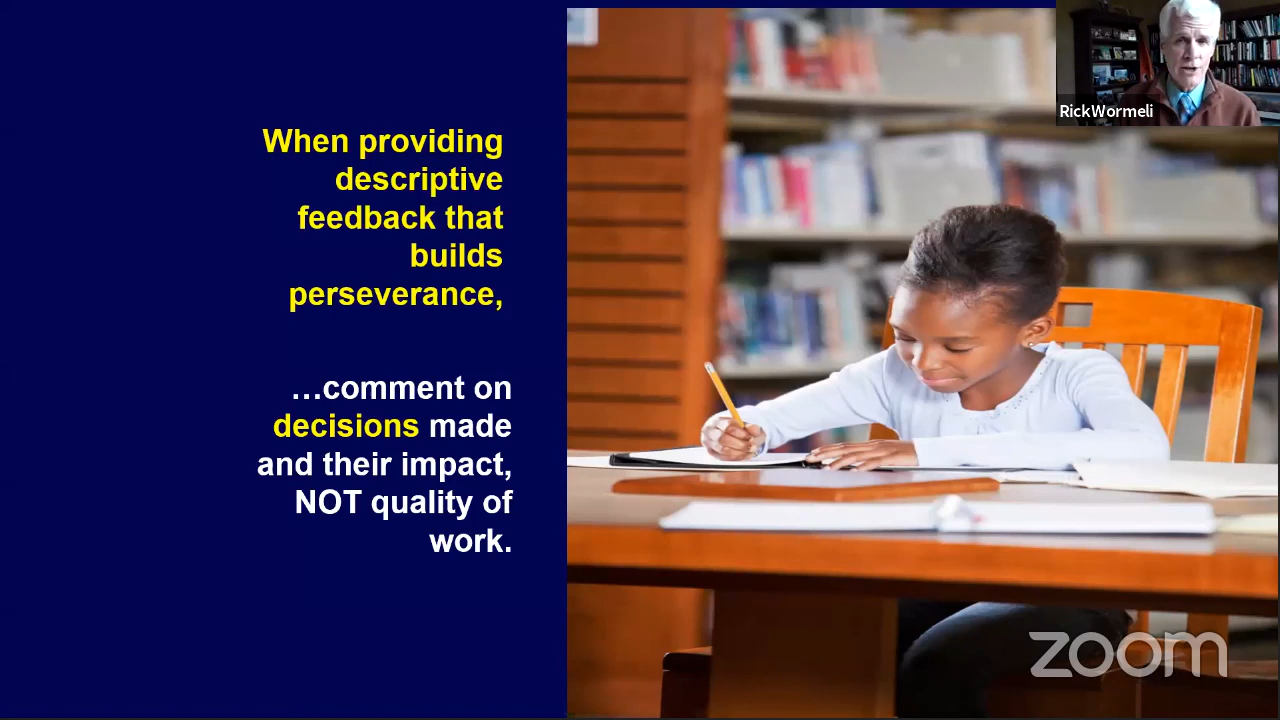 When providing
descriptive
feedback that
builds
perseverance,
…comment on
decisions made
and their impact,
NOT quality of
work.
RickWormeli
zoom